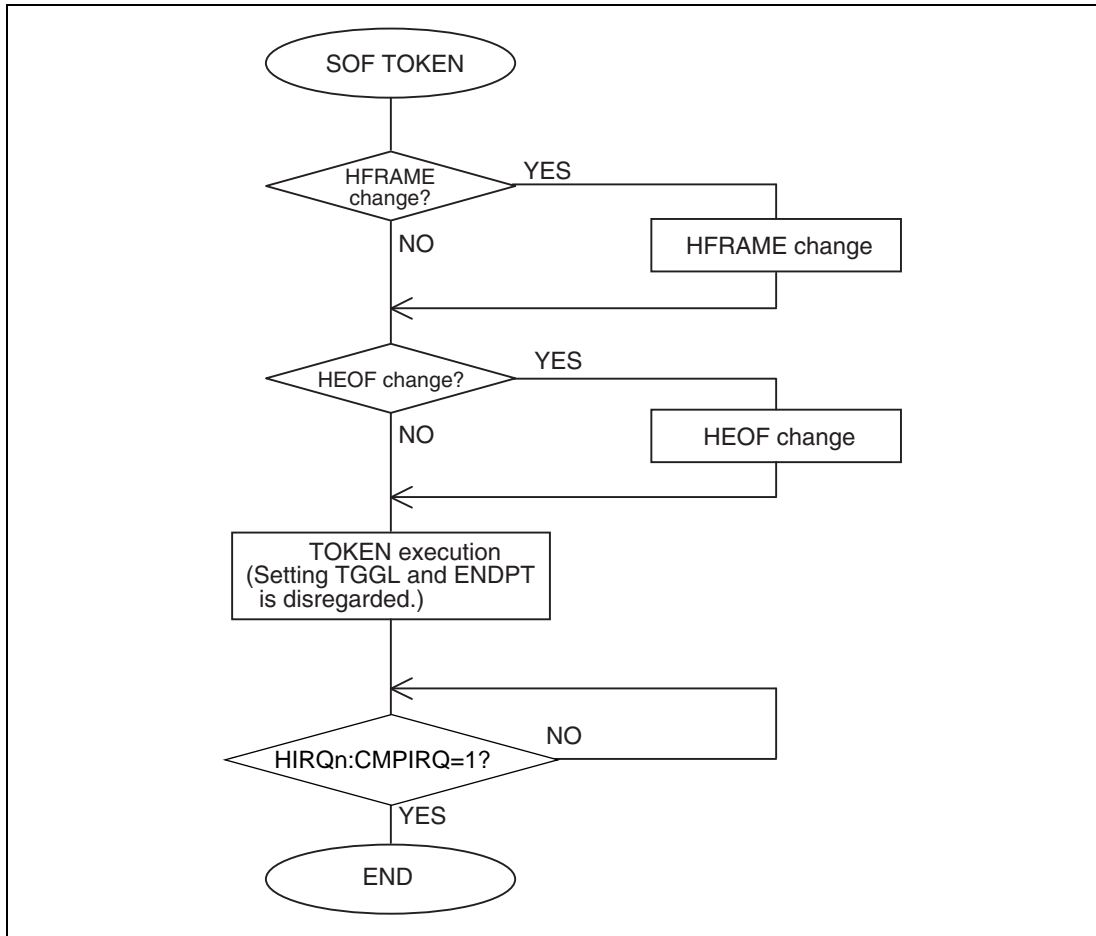 SOF TOKEN
HFRAME
change?
YES
NO
HFRAME change
HEOF change?
YES
NO
HEOF change
TOKEN execution
(Setting TGGL and ENDPT
is disregarded.)
HIRQn:CMPIRQ=1?
NO
YES
END